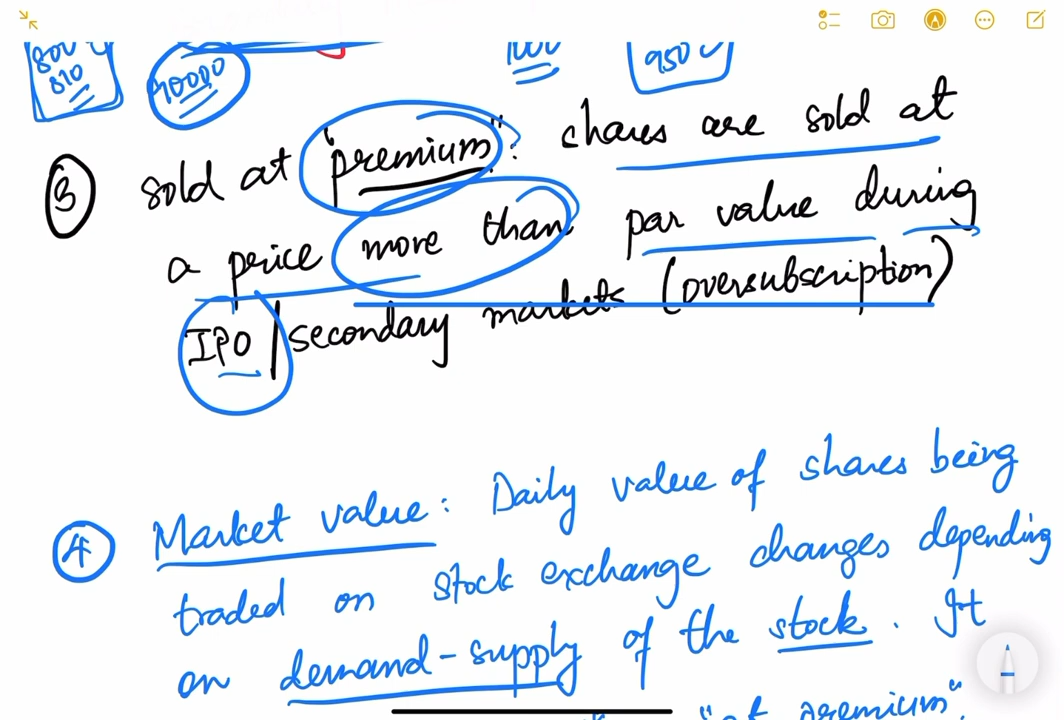 800
810
10000
1000
950
③ sold at "premium": shares are sold at
a price more than par value during
IPO / secondary markets (oversubscription)
④ Market value: Daily value of shares being
traded on stock exchange changes depending
on demand-supply of the stock. It
"at premium"